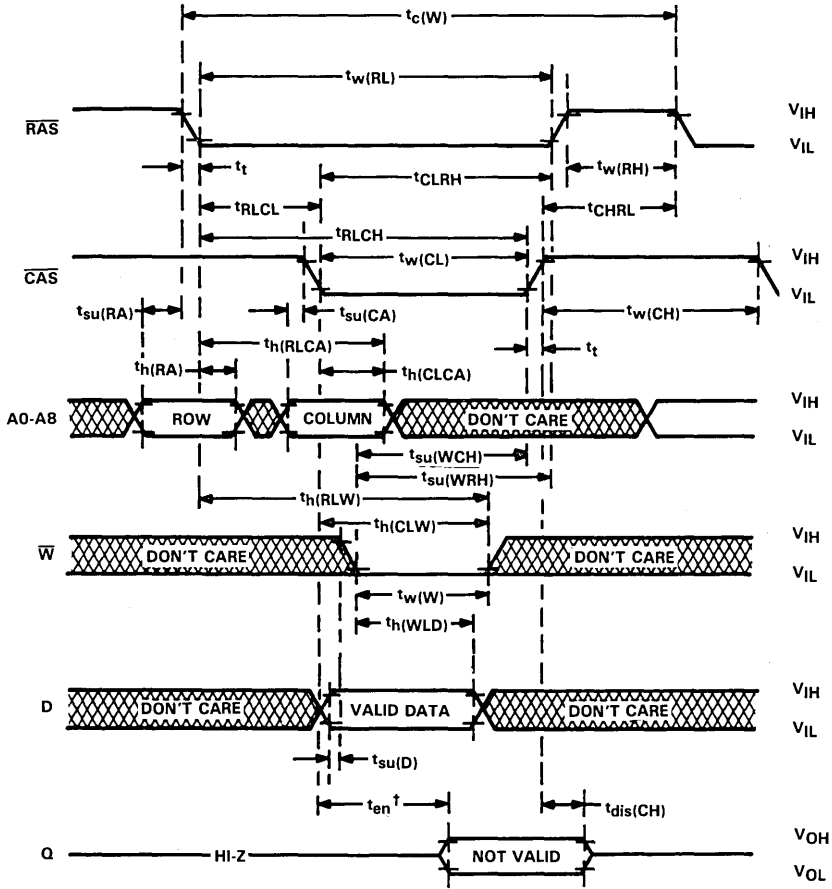 tc(W)
tw(RL)
RAS
VIH
VIL
tt
tw(RH)
tCLRH
tRLCL
tCHRL
tRLCH
tw(CL)
CAS
VIH
VIL
tsu(RA)
tsu(CA)
tw(CH)
th(RLCA)
tt
th(RA)
th(CLCA)
A0-A8
ROW
COLUMN
DON'T CARE
VIH
VIL
tsu(WCH)
tsu(WRH)
th(RLW)
th(CLW)
W
DON'T CARE
DON'T CARE
VIH
VIL
tw(W)
th(WLD)
D
DON'T CARE
VALID DATA
DON'T CARE
VIH
VIL
tsu(D)
ten†
tdis(CH)
Q
HI-Z
NOT VALID
VOH
VOL